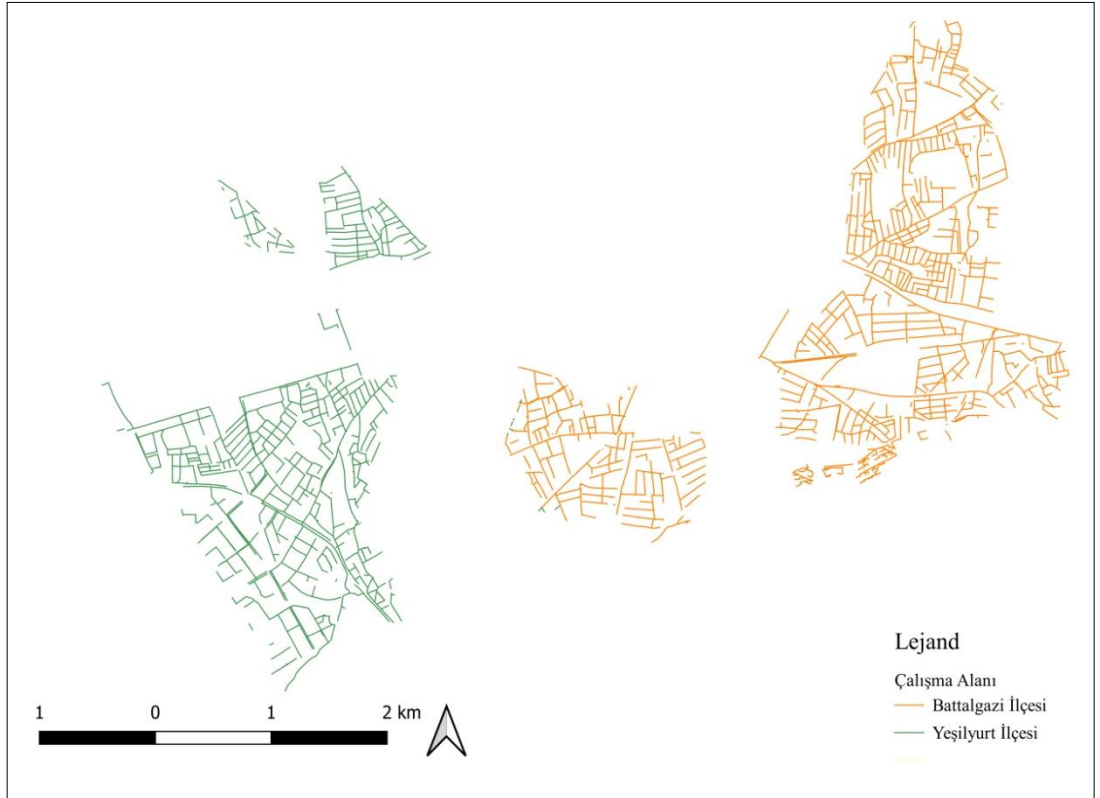 Lejand
Çalışma Alanı
Battalgazi İlçesi
Yeşilyurt İlçesi
1 0 1 2 km